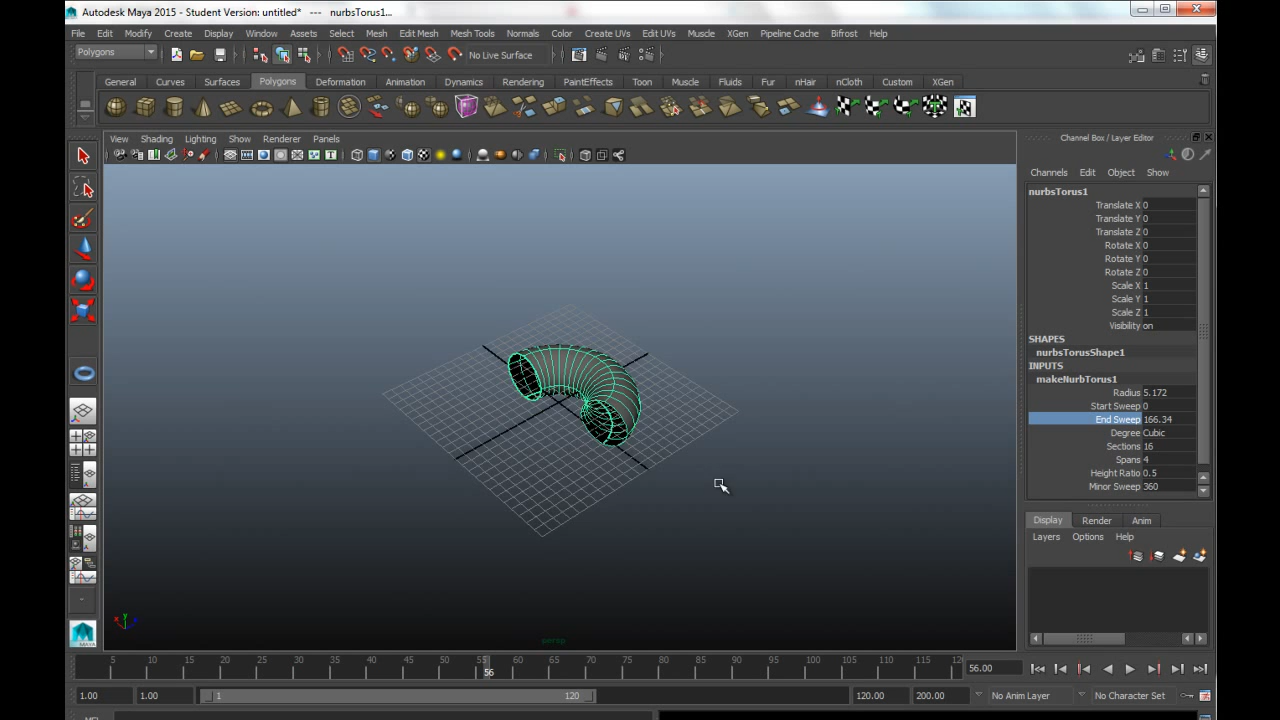 Autodesk Maya 2015 - Student Version: untitled* --- nurbsTorus1...
File Edit Modify Create Display Window Assets Select Mesh Edit Mesh Mesh Tools Normals Color Create UVs Edit UVs Muscle XGen Pipeline Cache Bifrost Help
Polygons No Live Surface
General Curves Surfaces Polygons Deformation Animation Dynamics Rendering PaintEffects Toon Muscle Fluids Fur nHair nCloth Custom XGen
View Shading Lighting Show Renderer Panels
Channel Box / Layer Editor
Channels Edit Object Show
nurbsTorus1
Translate X 0
Translate Y 0
Translate Z 0
Rotate X 0
Rotate Y 0
Rotate Z 0
Scale X 1
Scale Y 1
Scale Z 1
Visibility on
SHAPES
nurbsTorusShape1
INPUTS
makeNurbTorus1
Radius 5.172
Start Sweep 0
End Sweep 166.34
Degree Cubic
Sections 16
Spans 4
Height Ratio 0.5
Minor Sweep 360
Display Render Anim
Layers Options Help
persp
MAYA
5 10 15 20 25 30 35 40 45 50 55 60 65 70 75 80 85 90 95 100 105 110 115 12
56
56.00
1.00 1.00 1 120 120.00 200.00 No Anim Layer No Character Set